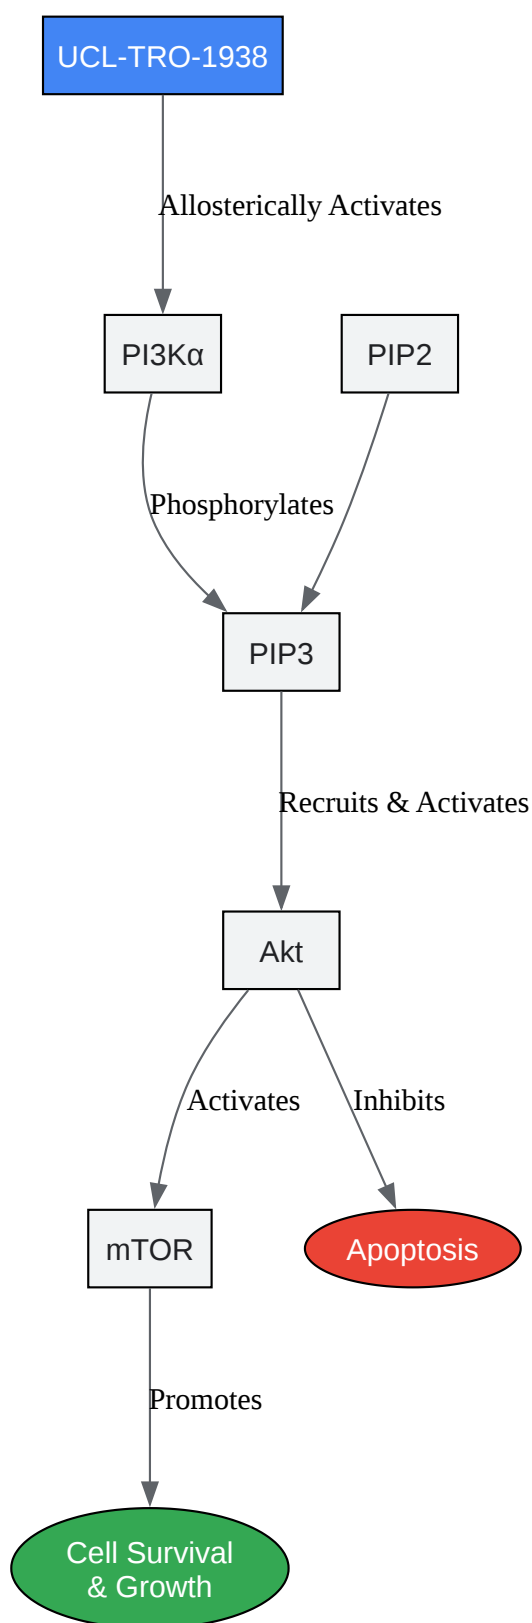 UCL-TRO-1938
Allosterically Activates
PI3Kα
PIP2
Phosphorylates
PIP3
Recruits & Activates
Akt
Activates
Inhibits
mTOR
Apoptosis
Promotes
Cell Survival
& Growth